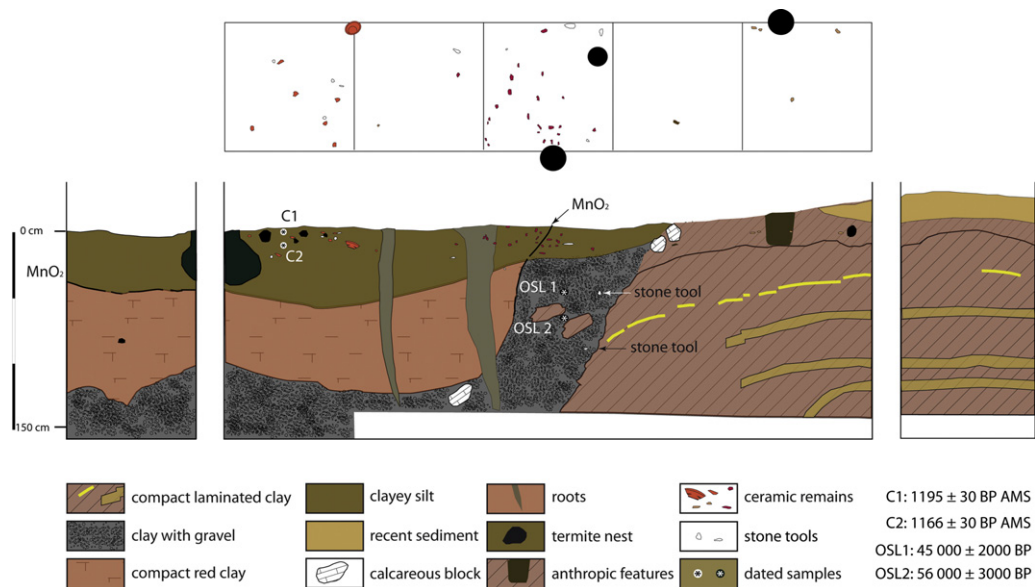 MnO₂
C1
0 cm
C2
MnO₂
OSL 1
stone tool
OSL 2
stone tool
150 cm
compact laminated clay
clayey silt
roots
ceramic remains
C1: 1195 ± 30 BP AMS
clay with gravel
recent sediment
termite nest
stone tools
C2: 1166 ± 30 BP AMS
OSL1: 45 000 ± 2000 BP
compact red clay
calcareous block
anthropic features
dated samples
OSL2: 56 000 ± 3000 BP